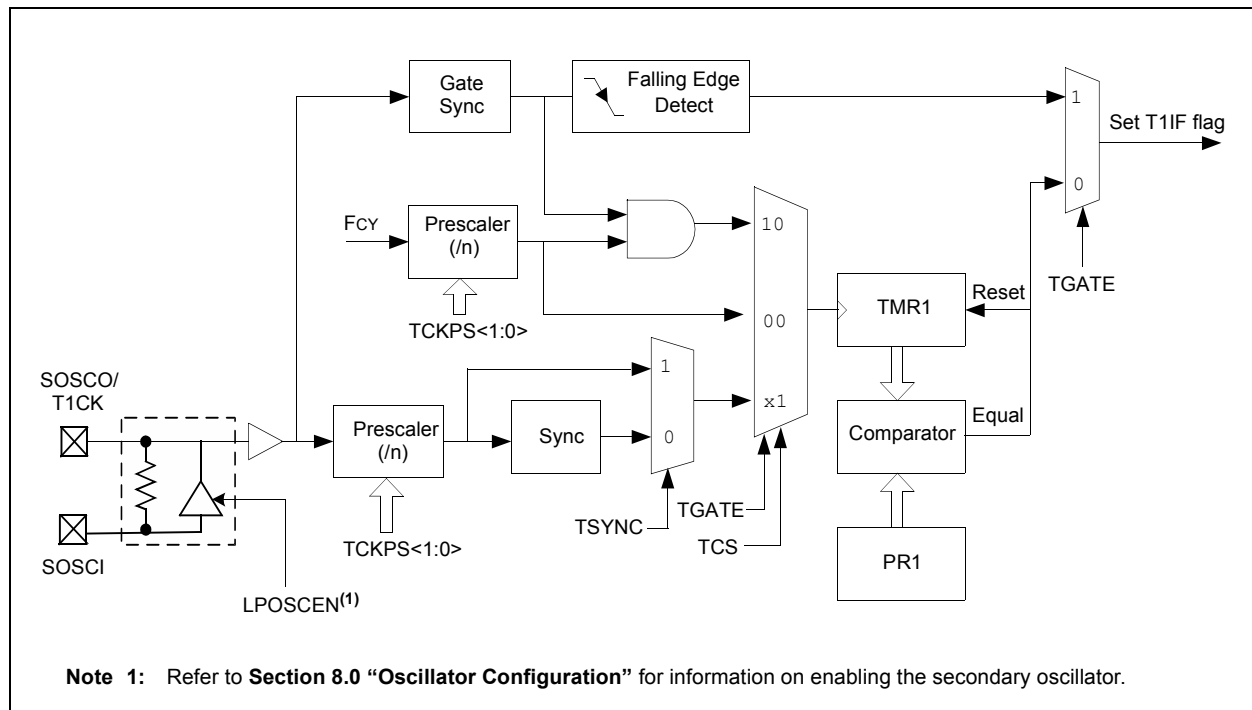 Gate
Sync
Falling Edge
Detect
1
Set T1IF flag
0
FCY
Prescaler
(/n)
10
TGATE
TCKPS<1:0>
00
TMR1
Reset
SOSCO/
T1CK
1
x1
Prescaler
(/n)
Sync
0
Comparator
Equal
TSYNC
TGATE
TCS
SOSCI
TCKPS<1:0>
PR1
LPOSCEN(1)
Note 1: Refer to Section 8.0 “Oscillator Configuration” for information on enabling the secondary oscillator.